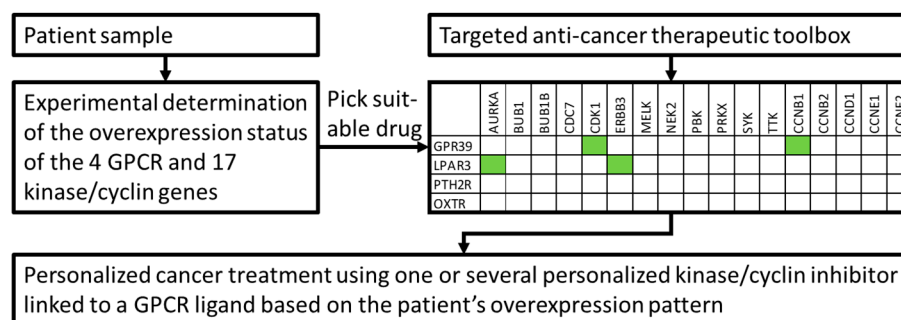 Patient sample
Targeted anti-cancer therapeutic toolbox
Experimental determination
of the overexpression status
of the 4 GPCR and 17
kinase/cyclin genes
Pick suit-
able drug
AURKA
BUB1
BUB1B
CDC7
CDK1
ERBB3
MELK
NEK2
PBK
PRKX
SYK
TTK
CCNB1
CCNB2
CCND1
CCNE1
CCNE2
GPR39
LPAR3
PTH2R
OXTR
Personalized cancer treatment using one or several personalized kinase/cyclin inhibitor
linked to a GPCR ligand based on the patient's overexpression pattern